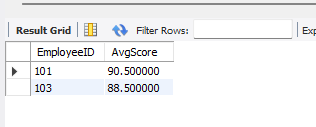 Result Grid Filter Rows: Exp
EmployeeID AvgScore
101 90.500000
103 88.500000